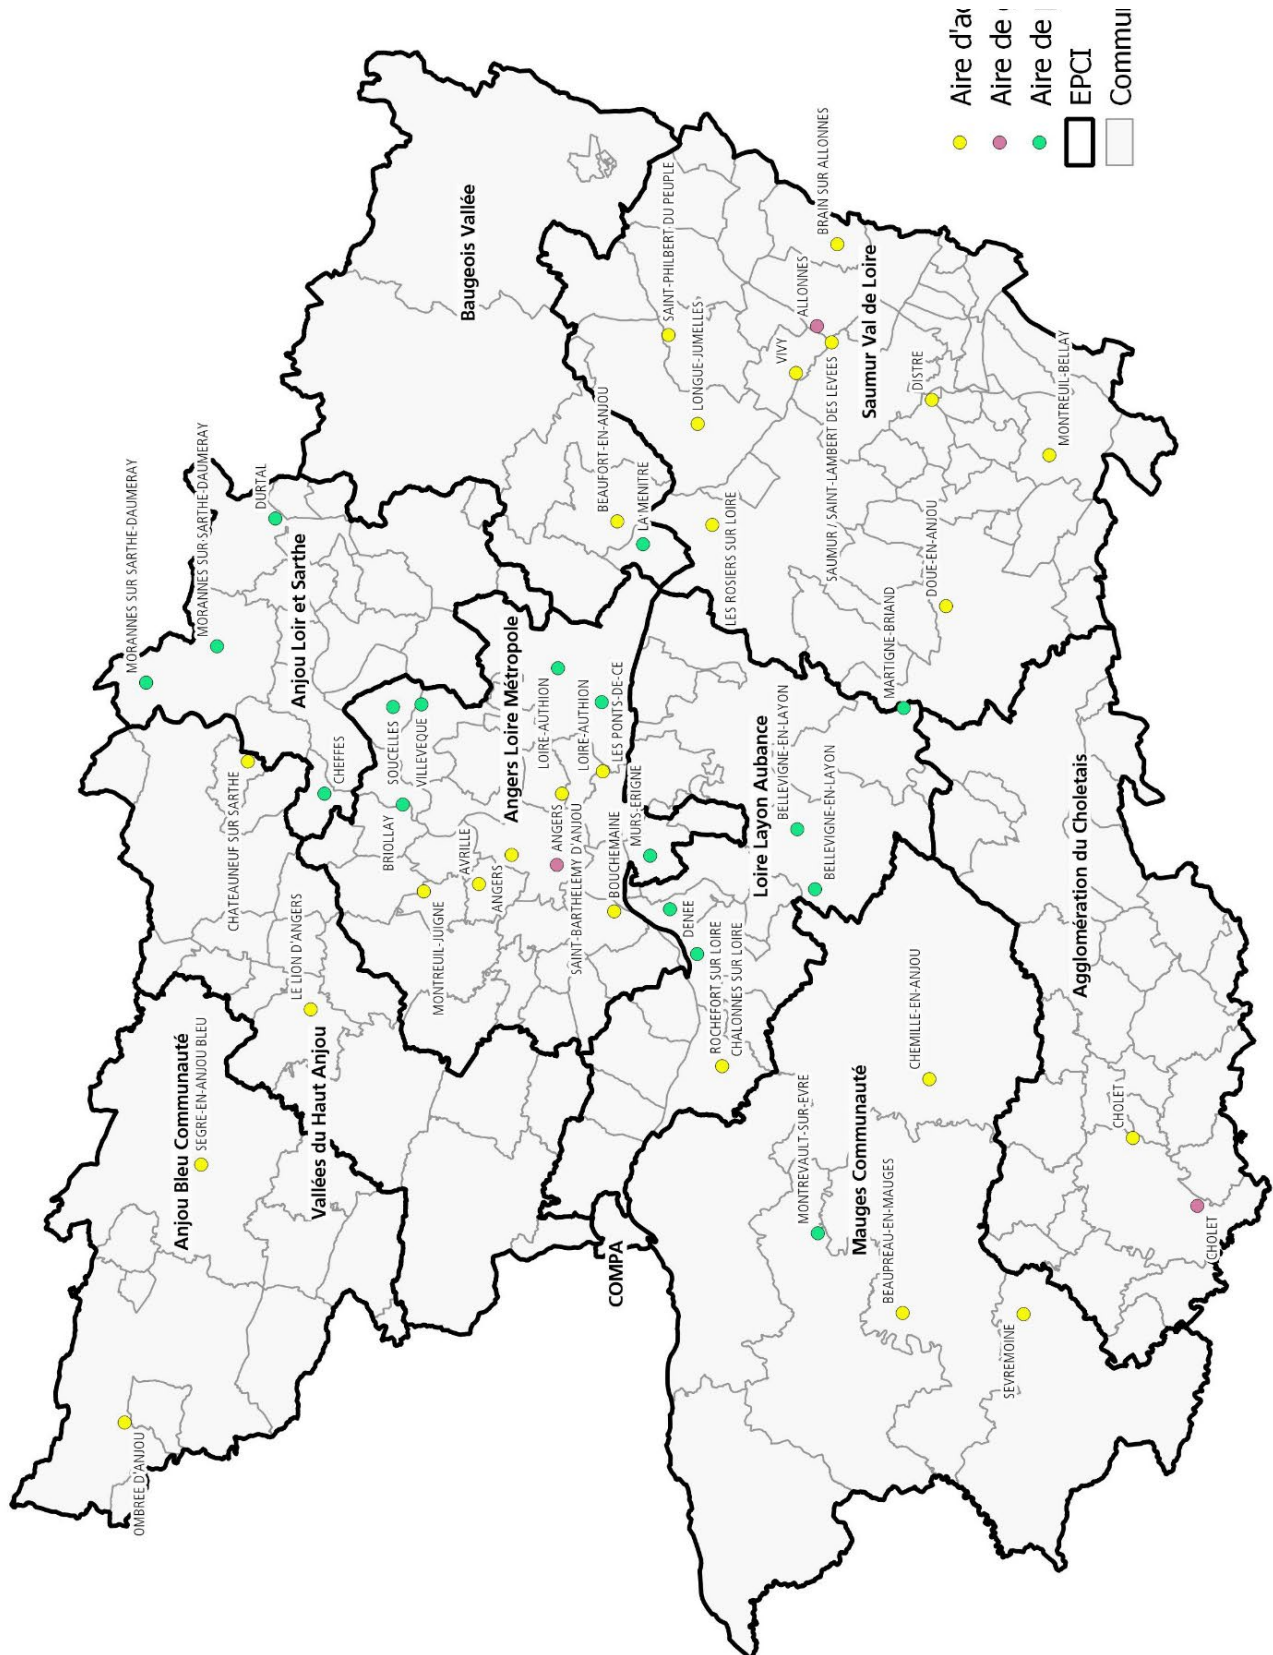 Aire d'ac
Aire de
Aire de
EPCI
Commu
MORANNES SUR SARTHE-DAUMERAY
MORANNES SUR-SARTHE-DAUMERAY
DURTAL
Anjou Loir et Sarthe
Baugeois Vallée
CHEFFES
CHATEAUNEUF SUR SARTHE
LE LION D'ANGERS
Vallées du Haut Anjou
Anjou Bleu Communauté
SEGRE-EN-ANJOU BLEU
OMBREE D'ANJOU
BRIOLLAY
SOUCELLES
VILLEVEQUE
MONTREUIL-JUIGNE
AVRILLE
ANGERS
Angers Loire Métropole
LOIRE-AUTHION
LOIRE-AUTHION
LES PONTS-DE-CE
ANGERS
SAINT-BARTHELEMY D'ANJOU
BOUCHEMAINE
MURS-ERIGNE
BEAUFORT-EN-ANJOU
LA MENITRE
SAINT-PHILBERT DU PEUPLE
LONGUE-JUMELLES
LES ROSIERS SUR LOIRE
VIVY
ALLONNES
BRAIN SUR ALLONNES
SAUMUR / SAINT-LAMBERT DES LEVEES
Saumur Val de Loire
DISTRE
MONTREUIL-BELLAY
DOUE-EN-ANJOU
MARTIGNE-BRIAND
DENEE
ROCHEFORT SUR LOIRE
CHALONNES SUR LOIRE
Loire Layon Aubance
BELLEVIGNE-EN-LAYON
BELLEVIGNE-EN-LAYON
COMPA
MONTREVAULT-SUR-EVRE
Mauges Communauté
BEAUPREAU-EN-MAUGES
CHEMILLE-EN-ANJOU
SEVREMOINE
Agglomération du Choletais
CHOLET
CHOLET